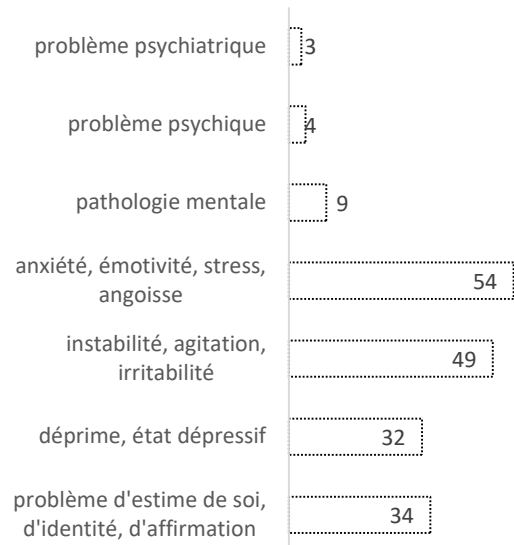 problème psychiatrique 3
problème psychique 4
pathologie mentale 9
anxiété, émotivité, stress,
angoisse 54
instabilité, agitation,
irritabilité 49
déprime, état dépressif 32
problème d'estime de soi,
d'identité, d'affirmation 34